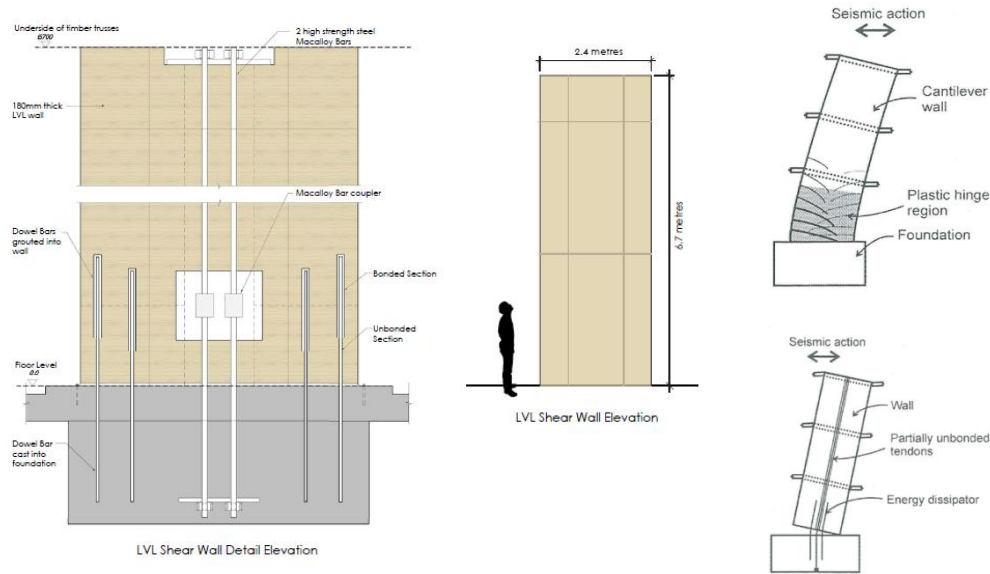 Underside of timber trusses
6700
2 high strength steel
Macalloy Bars
180mm thick
LVL wall
Macalloy Bar coupler
Dowel Bars
grouted into
wall
Bonded Section
Unbonded
Section
Floor Level
0.0
Dowel Bar
cast into
foundation
LVL Shear Wall Detail Elevation
2.4 metres
6.7 metres
LVL Shear Wall Elevation
Seismic action
Cantilever
wall
Plastic hinge
region
Foundation
Seismic action
Wall
Partially unbonded
tendons
Energy dissipator